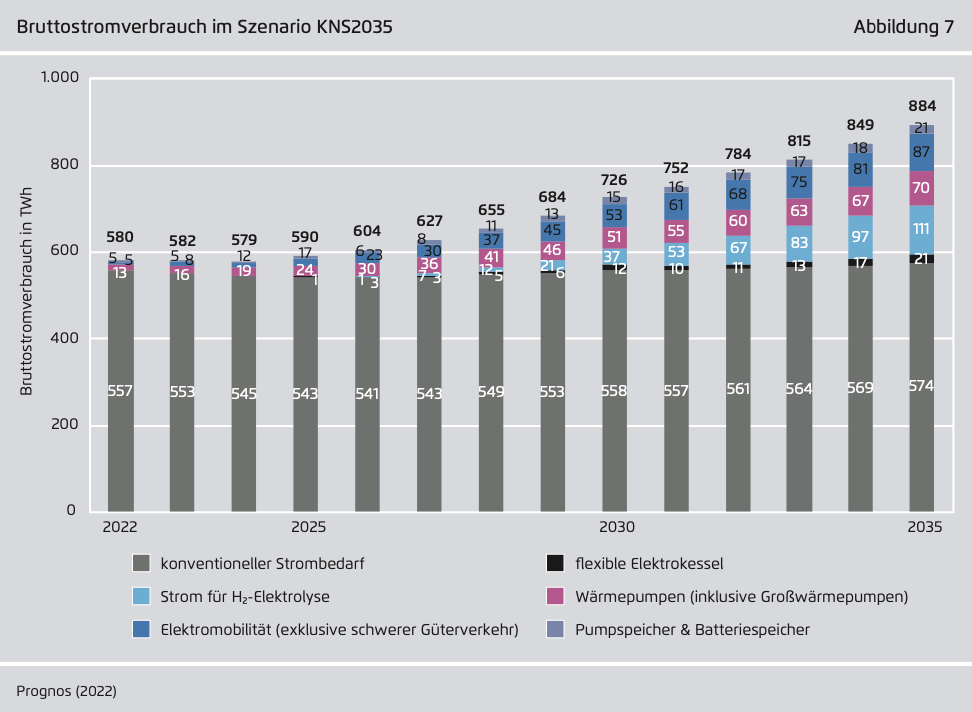 Bruttostromverbrauch im Szenario KNS2035 Abbildung 7
Bruttostromverbrauch in TWh
1.000
800
600
400
200
0
580 582 579 590 604 627 655 684 726 752 784 815 849 884
5 5 13 557
5 8 16 553
12 19 545
17 24 1 543
6 23 30 1 3 541
8 30 36 7 3 543
11 37 41 12 5 549
13 45 46 21 6 553
15 53 51 37 12 558
16 61 55 53 10 557
17 68 60 67 11 561
17 75 63 83 13 564
18 81 67 97 17 569
21 87 70 111 21 574
2022 2025 2030 2035
konventioneller Strombedarf
flexible Elektrokessel
Strom für H₂-Elektrolyse
Wärmepumpen (inklusive Großwärmepumpen)
Elektromobilität (exklusive schwerer Güterverkehr)
Pumpspeicher & Batteriespeicher
Prognos (2022)